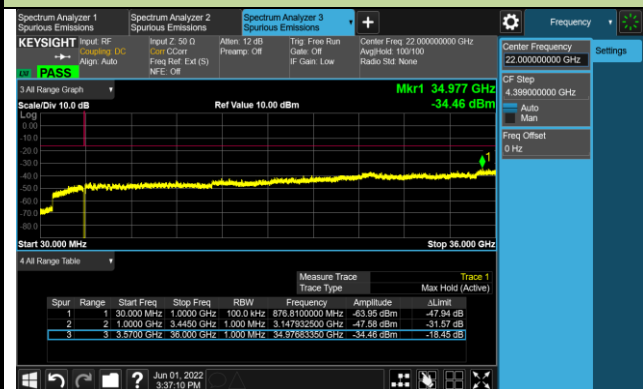 Spectrum Analyzer 1
Spurious Emissions
Spectrum Analyzer 2
Spurious Emissions
Spectrum Analyzer 3
Spurious Emissions
Frequency
KEYSIGHT
Input: RF
Coupling: DC
Align: Auto
Input Z: 50 Ω
Corr CCorr
Freq Ref: Ext (S)
NFE: Off
Atten: 12 dB
Preamp: Off
Trig: Free Run
Gate: Off
IF Gain: Low
Center Freq: 22.000000000 GHz
Avg|Hold: 100/100
Radio Std: None
PASS
Center Frequency
22.000000000 GHz
Settings
CF Step
4.399000000 GHz
Auto
Man
Freq Offset
0 Hz
3 All Range Graph
Mkr1 34.977 GHz
Scale/Div 10.0 dB
Ref Value 10.00 dBm
-34.46 dBm
Log
0.00
-10.0
-20.0
-30.0
-40.0
-50.0
-60.0
-70.0
-80.0
1
Start 30.000 MHz
Stop 36.000 GHz
4 All Range Table
Measure Trace
Trace 1
Trace Type
Max Hold (Active)
Spur Range Start Freq Stop Freq RBW Frequency Amplitude ΔLimit
1 1 30.000 MHz 1.0000 GHz 100.0 kHz 876.8100000 MHz -63.95 dBm -47.94 dB
2 2 1.0000 GHz 3.4450 GHz 1.000 MHz 3.147932500 GHz -47.58 dBm -31.57 dB
3 3 3.5700 GHz 36.000 GHz 1.000 MHz 34.97683350 GHz -34.46 dBm -18.45 dB
Jun 01, 2022
3:37:10 PM